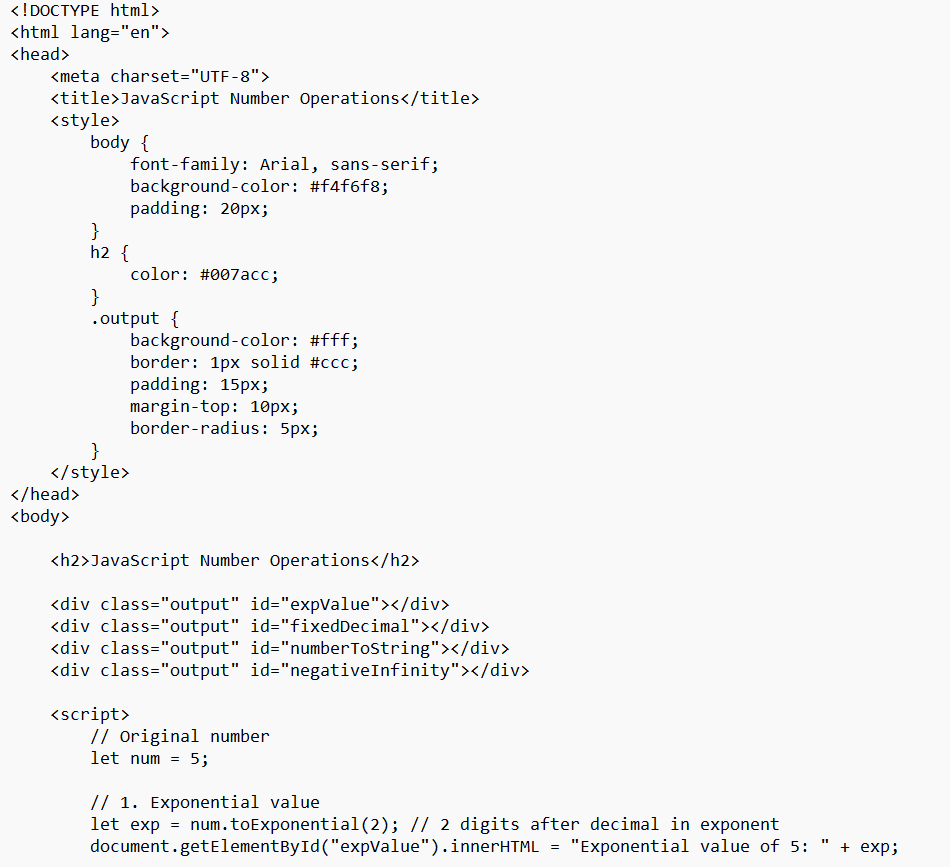 <!DOCTYPE html>
<html lang="en">
<head>
    <meta charset="UTF-8">
    <title>JavaScript Number Operations</title>
    <style>
        body {
            font-family: Arial, sans-serif;
            background-color: #f4f6f8;
            padding: 20px;
        }
        h2 {
            color: #007acc;
        }
        .output {
            background-color: #fff;
            border: 1px solid #ccc;
            padding: 15px;
            margin-top: 10px;
            border-radius: 5px;
        }
    </style>
</head>
<body>

    <h2>JavaScript Number Operations</h2>

    <div class="output" id="expValue"></div>
    <div class="output" id="fixedDecimal"></div>
    <div class="output" id="numberToString"></div>
    <div class="output" id="negativeInfinity"></div>

    <script>
        // Original number
        let num = 5;

        // 1. Exponential value
        let exp = num.toExponential(2); // 2 digits after decimal in exponent
        document.getElementById("expValue").innerHTML = "Exponential value of 5: " + exp;